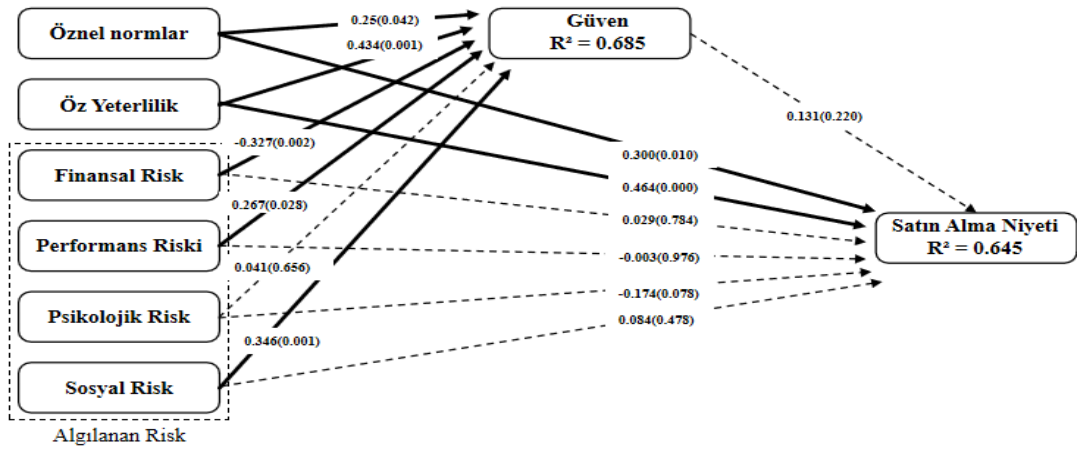 Öznel normlar
Öz Yeterlilik
Finansal Risk
Performans Riski
Psikolojik Risk
Sosyal Risk
Algılanan Risk
0.25(0.042)
0.434(0.001)
-0.327(0.002)
0.267(0.028)
0.041(0.656)
0.346(0.001)
Güven
R² = 0.685
0.131(0.220)
0.300(0.010)
0.464(0.000)
0.029(0.784)
-0.003(0.976)
-0.174(0.078)
0.084(0.478)
Satın Alma Niyeti
R² = 0.645